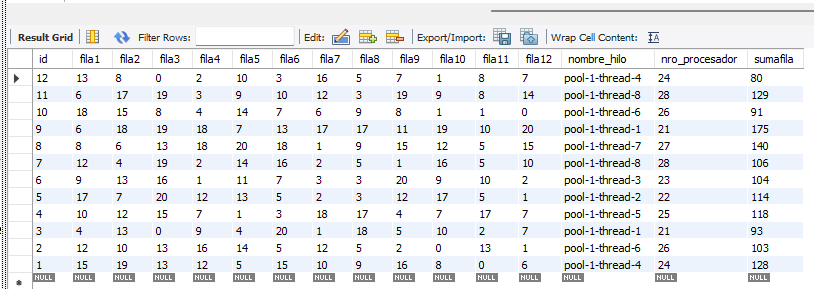 Result Grid Filter Rows: Edit: Export/Import: Wrap Cell Content:
id fila1 fila2 fila3 fila4 fila5 fila6 fila7 fila8 fila9 fila10 fila11 fila12 nombre_hilo nro_procesador sumafila
12 13 8 0 2 10 3 16 5 7 1 8 7 pool-1-thread-4 24 80
11 6 17 19 3 9 10 12 3 19 9 8 14 pool-1-thread-8 28 129
10 18 15 8 4 14 7 6 9 8 1 1 0 pool-1-thread-6 26 91
9 6 18 19 18 7 13 17 17 11 19 10 20 pool-1-thread-1 21 175
8 8 6 13 18 20 18 1 9 15 12 5 15 pool-1-thread-7 27 140
7 12 4 19 2 14 16 2 5 1 16 5 10 pool-1-thread-8 28 106
6 9 13 16 1 11 7 3 3 20 9 10 2 pool-1-thread-3 23 104
5 17 7 20 12 13 5 2 3 12 17 5 1 pool-1-thread-2 22 114
4 10 12 15 7 1 3 18 17 4 7 17 7 pool-1-thread-5 25 118
3 4 13 0 9 4 20 1 18 5 10 2 7 pool-1-thread-1 21 93
2 12 10 13 16 14 5 12 5 2 0 13 1 pool-1-thread-6 26 103
1 15 19 13 12 5 15 10 9 16 8 0 6 pool-1-thread-4 24 128
NULL NULL NULL NULL NULL NULL NULL NULL NULL NULL NULL NULL NULL NULL NULL NULL